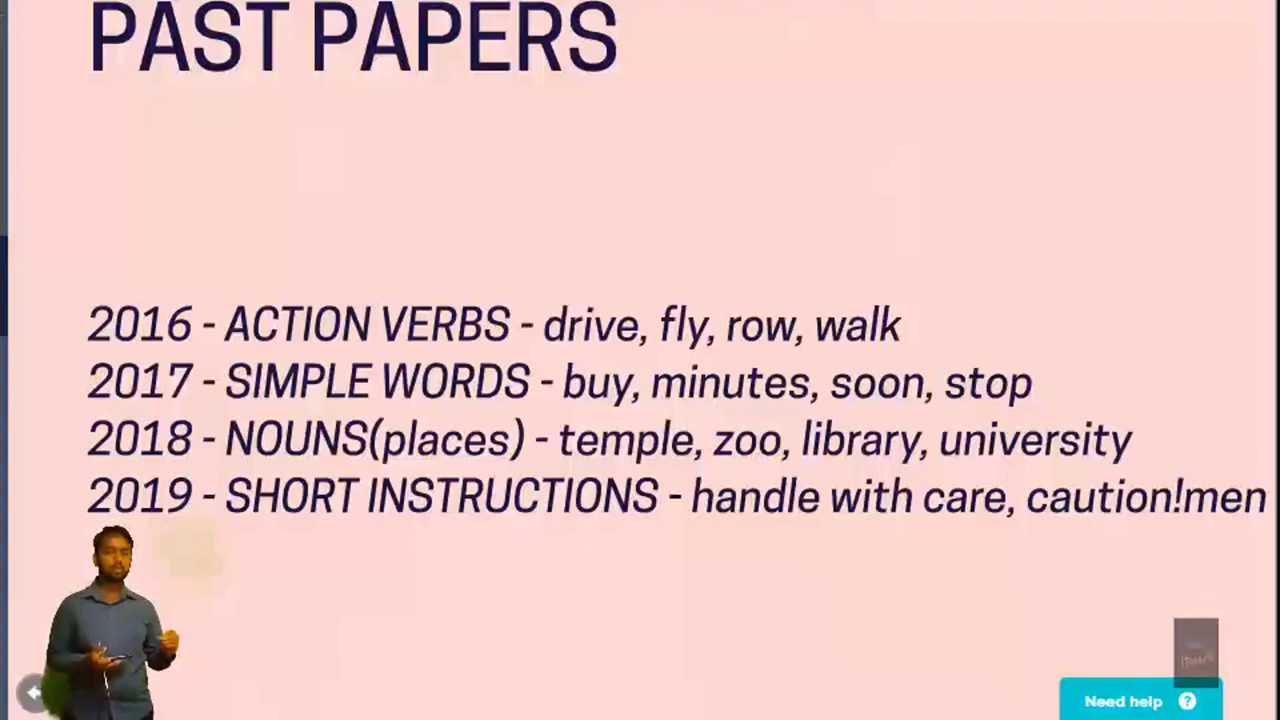 PAST PAPERS
2016 - ACTION VERBS - drive, fly, row, walk
2017 - SIMPLE WORDS - buy, minutes, soon, stop
2018 - NOUNS(places) - temple, zoo, library, university
2019 - SHORT INSTRUCTIONS - handle with care, caution!men
Need help ?